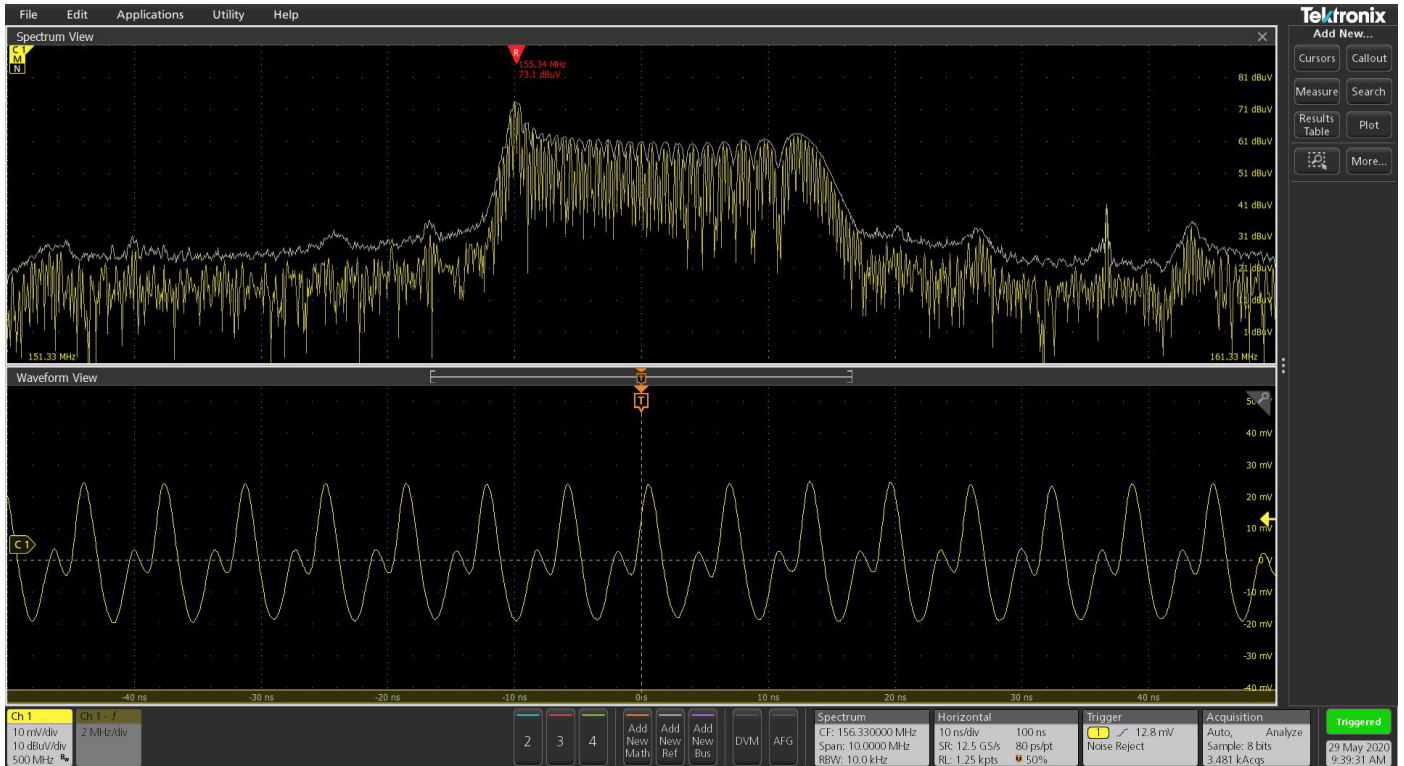 File Edit Applications Utility Help
Tektronix
Spectrum View
Add New...
C 1
M
N
R
155.34 MHz
73.1 dBuV
81 dBuV
71 dBuV
61 dBuV
51 dBuV
41 dBuV
31 dBuV
21 dBuV
1 dBuV
151.33 MHz
161.33 MHz
Cursors Callout
Measure Search
Results Table Plot
More...
Waveform View
T
T
40 mV
30 mV
20 mV
10 mV
0 V
-10 mV
-20 mV
-30 mV
-40 mV
C 1
-40 ns -30 ns -20 ns -10 ns 0 s 10 ns 20 ns 30 ns 40 ns
Ch 1
10 mV/div
10 dBuV/div
500 MHz Bw
Ch 1 - f
2 MHz/div
2 3 4
Add New Math
Add New Ref
Add New Bus
DVM AFG
Spectrum
CF: 156.330000 MHz
Span: 10.0000 MHz
RBW: 10.0 kHz
Horizontal
10 ns/div 100 ns
SR: 12.5 GS/s 80 ps/pt
RL: 1.25 kpts 50%
Trigger
1 12.8 mV
Noise Reject
Acquisition
Auto, Analyze
Sample: 8 bits
3.481 kAcqs
Triggered
29 May 2020
9:39:31 AM